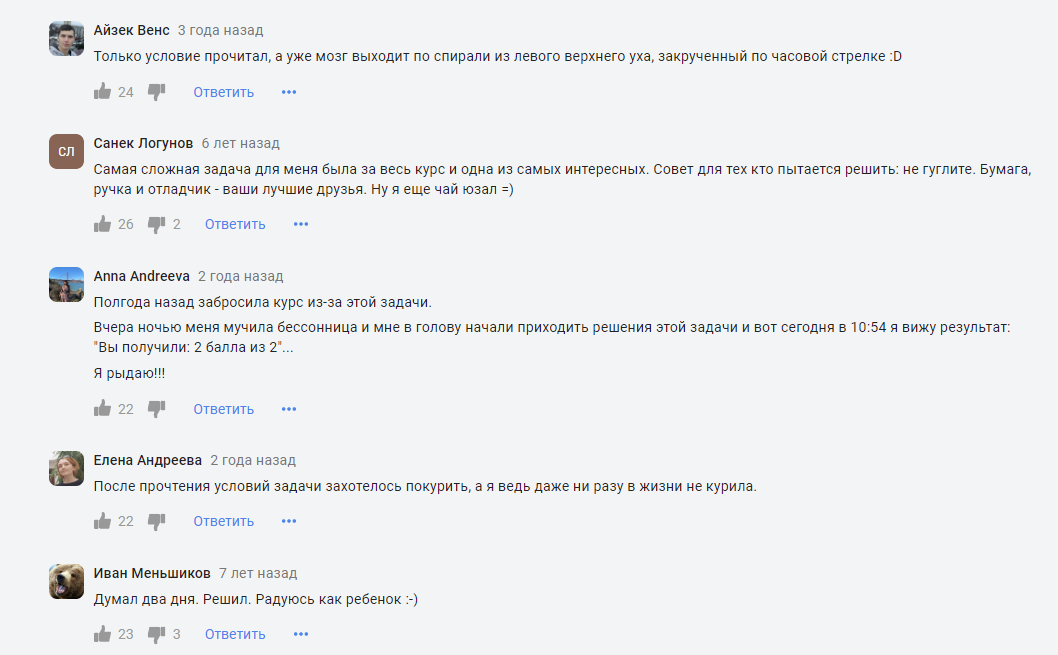 Айзек Венс 3 года назад
Только условие прочитал, а уже мозг выходит по спирали из левого верхнего уха, закрученный по часовой стрелке :D
24 Ответить
СЛ
Санек Логунов 6 лет назад
Самая сложная задача для меня была за весь курс и одна из самых интересных. Совет для тех кто пытается решить: не гуглите. Бумага,
ручка и отладчик - ваши лучшие друзья. Ну я еще чай юзал =)
26 2 Ответить
Anna Andreeva 2 года назад
Полгода назад забросила курс из-за этой задачи.
Вчера ночью меня мучила бессонница и мне в голову начали приходить решения этой задачи и вот сегодня в 10:54 я вижу результат:
"Вы получили: 2 балла из 2"...
Я рыдаю!!!
22 Ответить
Елена Андреева 2 года назад
После прочтения условий задачи захотелось покурить, а я ведь даже ни разу в жизни не курила.
22 Ответить
Иван Меньшиков 7 лет назад
Думал два дня. Решил. Радуюсь как ребенок :-)
23 3 Ответить